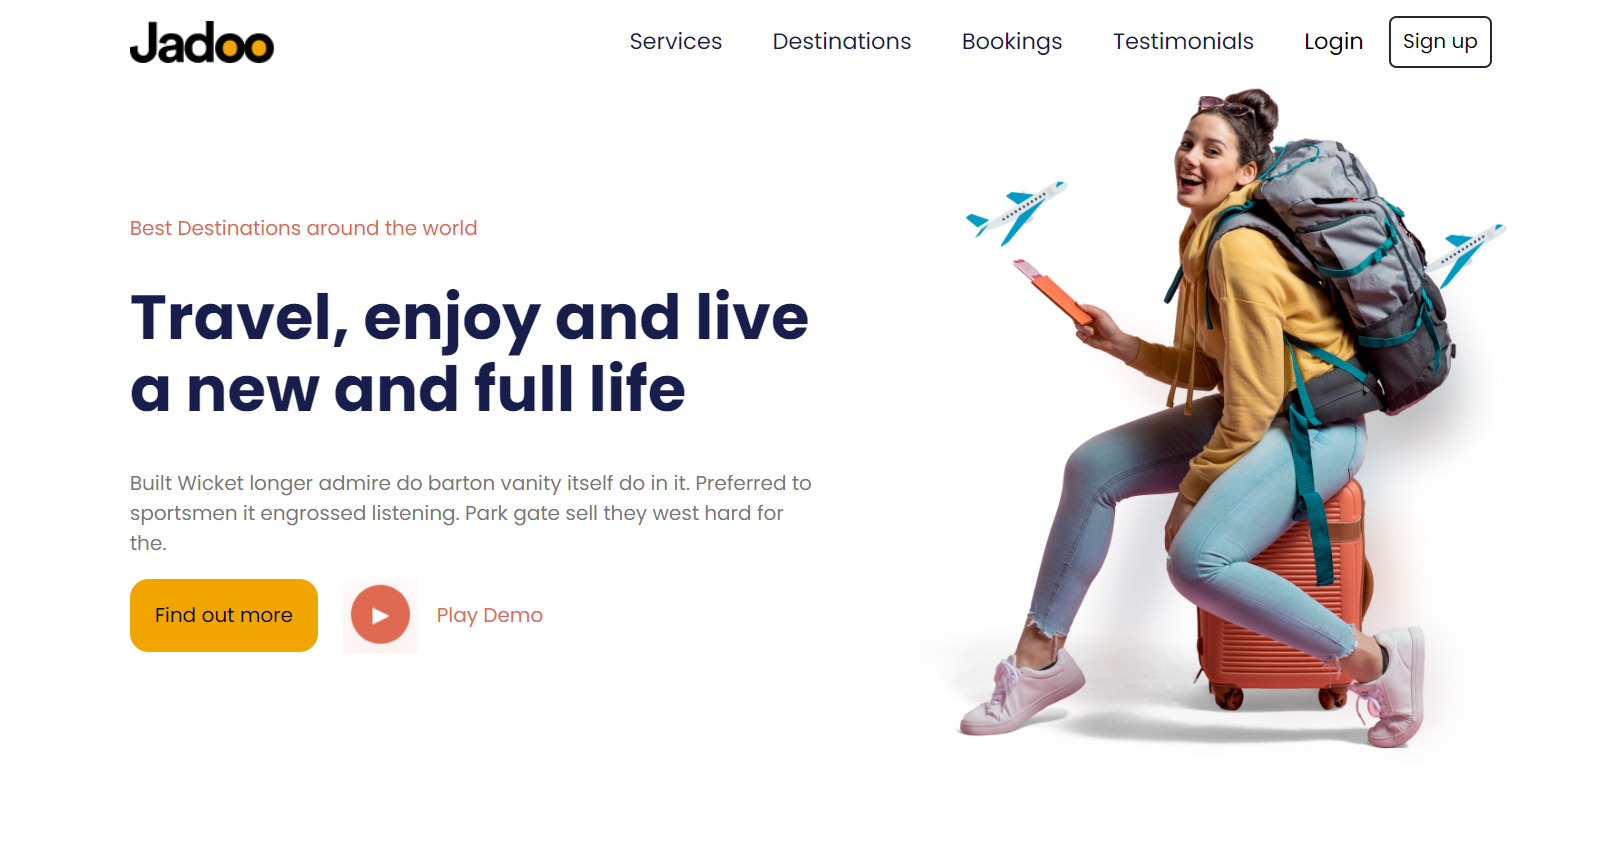 Jadoo
Services Destinations Bookings Testimonials Login Sign up
Best Destinations around the world
Travel, enjoy and live
a new and full life
Built Wicket longer admire do barton vanity itself do in it. Preferred to
sportsmen it engrossed listening. Park gate sell they west hard for
the.
Find out more
Play Demo